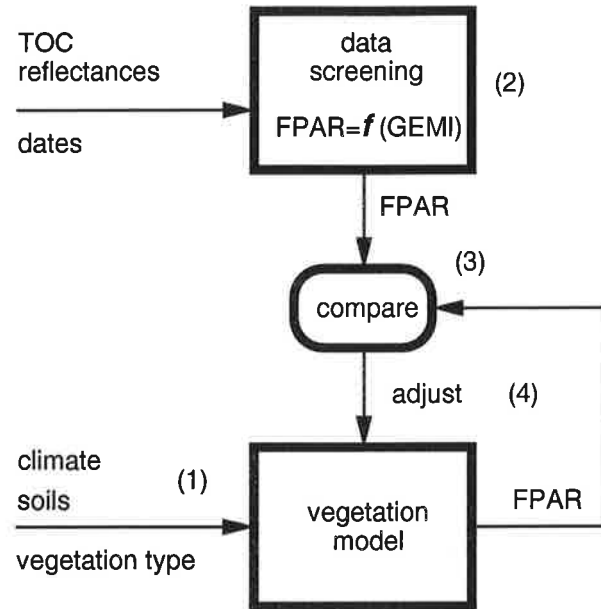 TOC
reflectances
dates
data
screening
FPAR=f (GEMI)
(2)
FPAR
(3)
compare
adjust
(4)
climate
soils
(1)
vegetation type
vegetation
model
FPAR